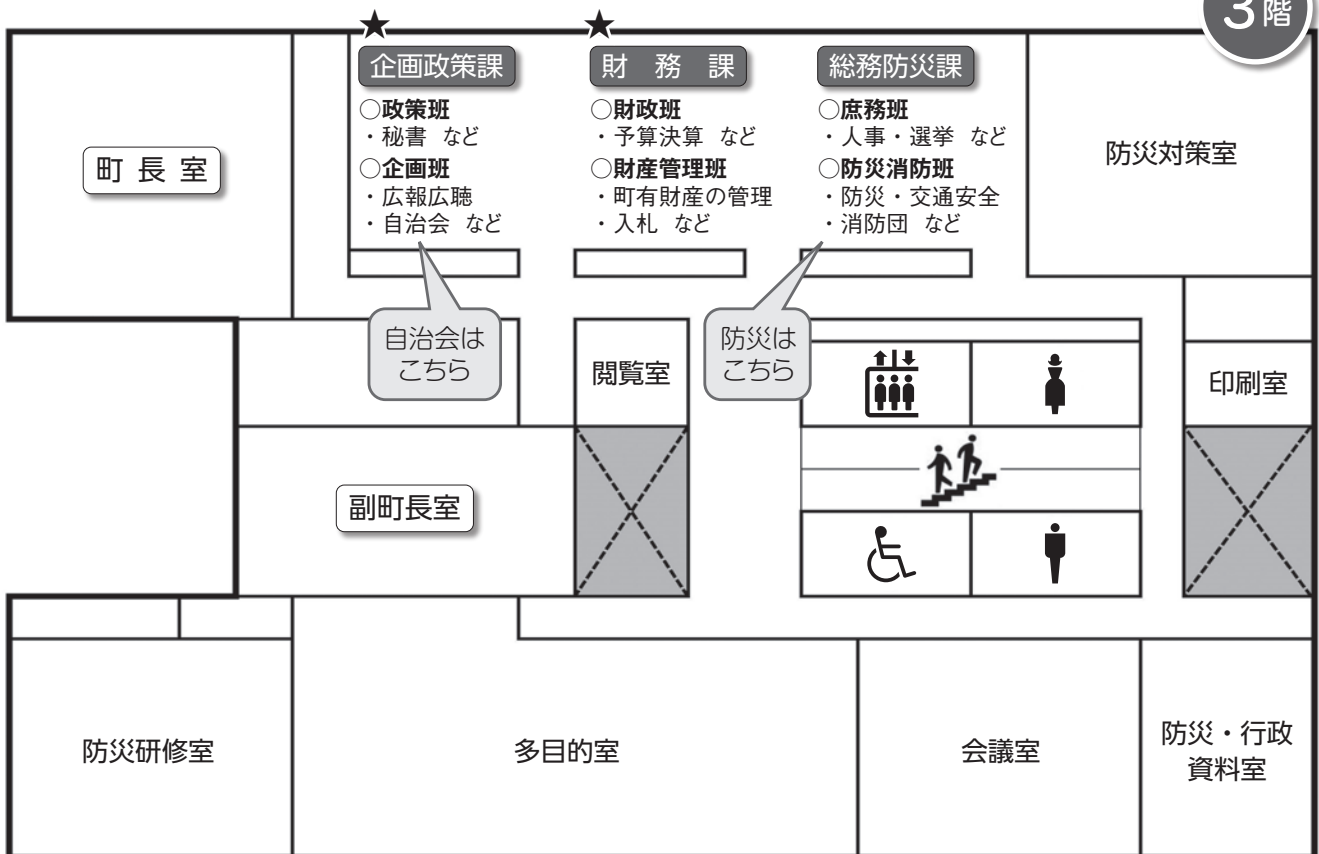 3階
企画政策課
○政策班
・秘書 など
○企画班
・広報広聴
・自治会 など
財務課
○財政班
・予算決算 など
○財産管理班
・町有財産の管理
・入札 など
総務防災課
○庶務班
・人事・選挙 など
○防災消防班
・防災・交通安全
・消防団 など
町長室
防災対策室
自治会は
こちら
閲覧室
防災は
こちら
印刷室
副町長室
防災研修室
多目的室
会議室
防災・行政
資料室